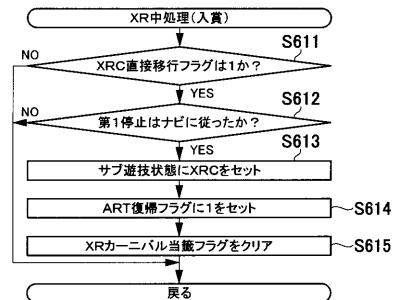 XR中処理(入賞)
S611
NO
XRC直接移行フラグは1か?
YES
S612
NO
第1停止はナビに従ったか?
YES
S613
サブ遊技状態にXRCをセット
ART復帰フラグに1をセット
S614
XRカーニバル当籤フラグをクリア
S615
戻る